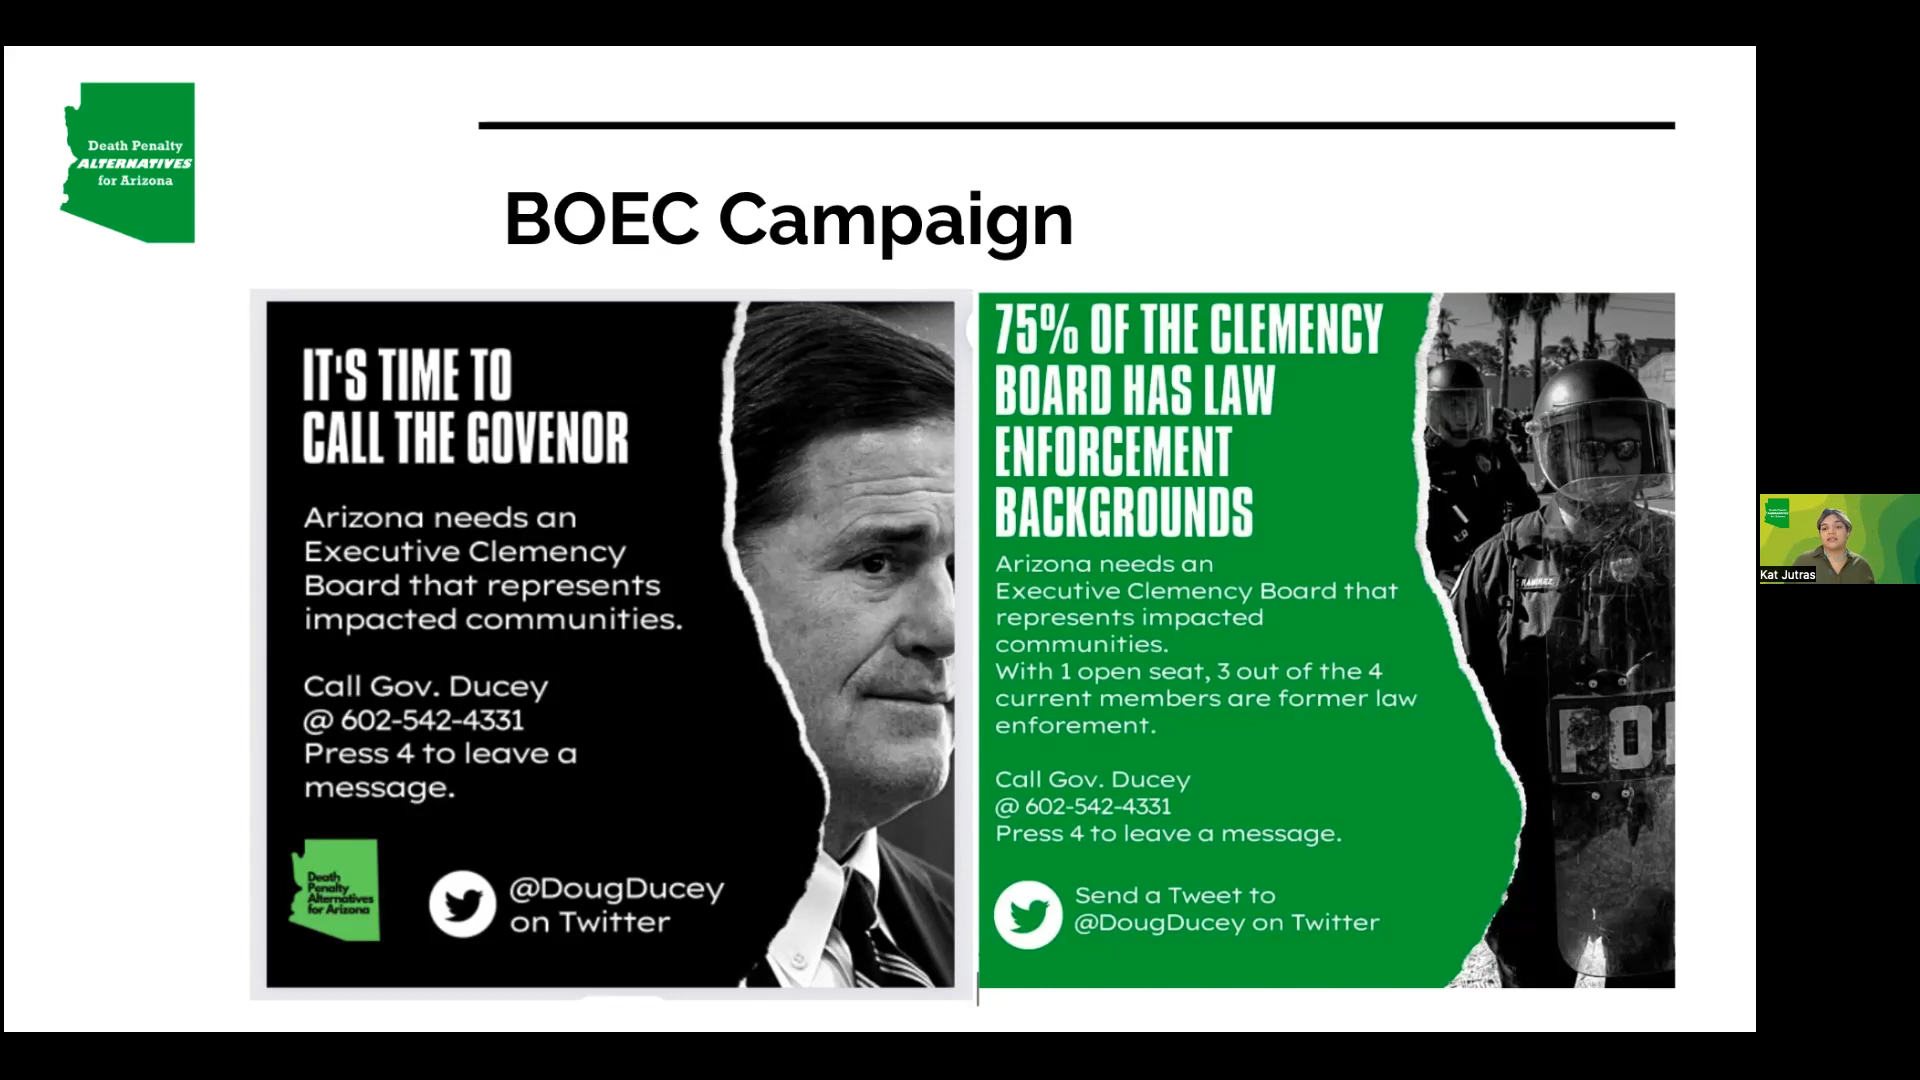 Death Penalty
ALTERNATIVES
for Arizona
BOEC Campaign
IT'S TIME TO
CALL THE GOVENOR
Arizona needs an
Executive Clemency
Board that represents
impacted communities.
Call Gov. Ducey
@ 602-542-4331
Press 4 to leave a
message.
Death
Penalty
Alternatives
for Arizona
@DougDucey
on Twitter
75% OF THE CLEMENCY
BOARD HAS LAW
ENFORCEMENT
BACKGROUNDS
Arizona needs an
Executive Clemency Board that
represents impacted
communities.
With 1 open seat, 3 out of the 4
current members are former law
enforement.
Call Gov. Ducey
@ 602-542-4331
Press 4 to leave a message.
Send a Tweet to
@DougDucey on Twitter
RAMIREZ
POL
Kat Jutras